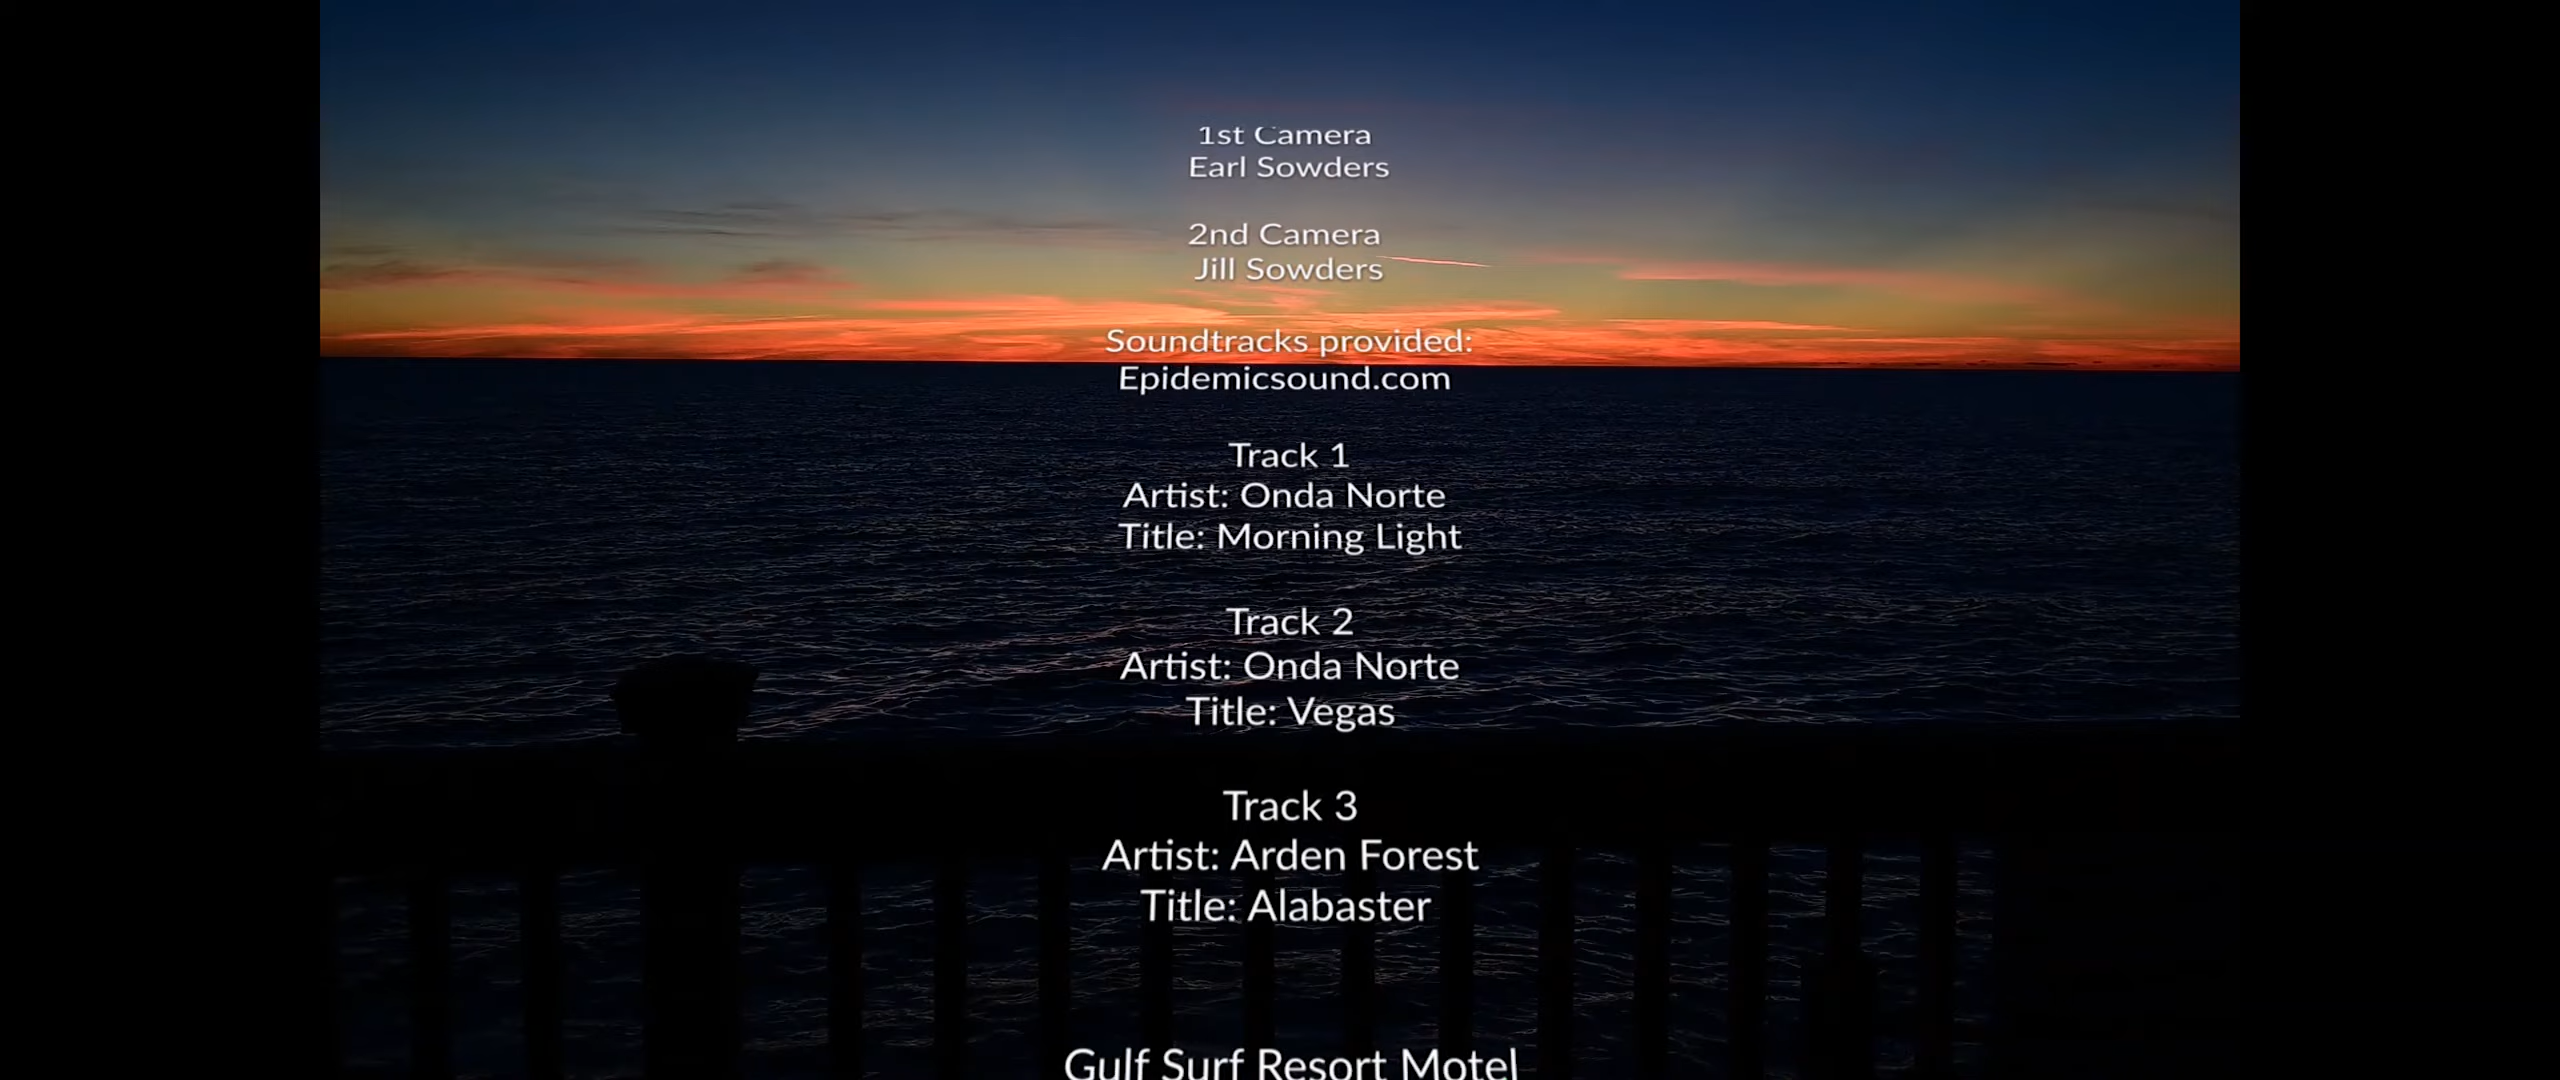 1st Camera
Earl Sowders
2nd Camera
Jill Sowders
Soundtracks provided:
Epidemicsound.com
Track 1
Artist: Onda Norte
Title: Morning Light
Track 2
Artist: Onda Norte
Title: Vegas
Track 3
Artist: Arden Forest
Title: Alabaster
Gulf Surf Resort Motel